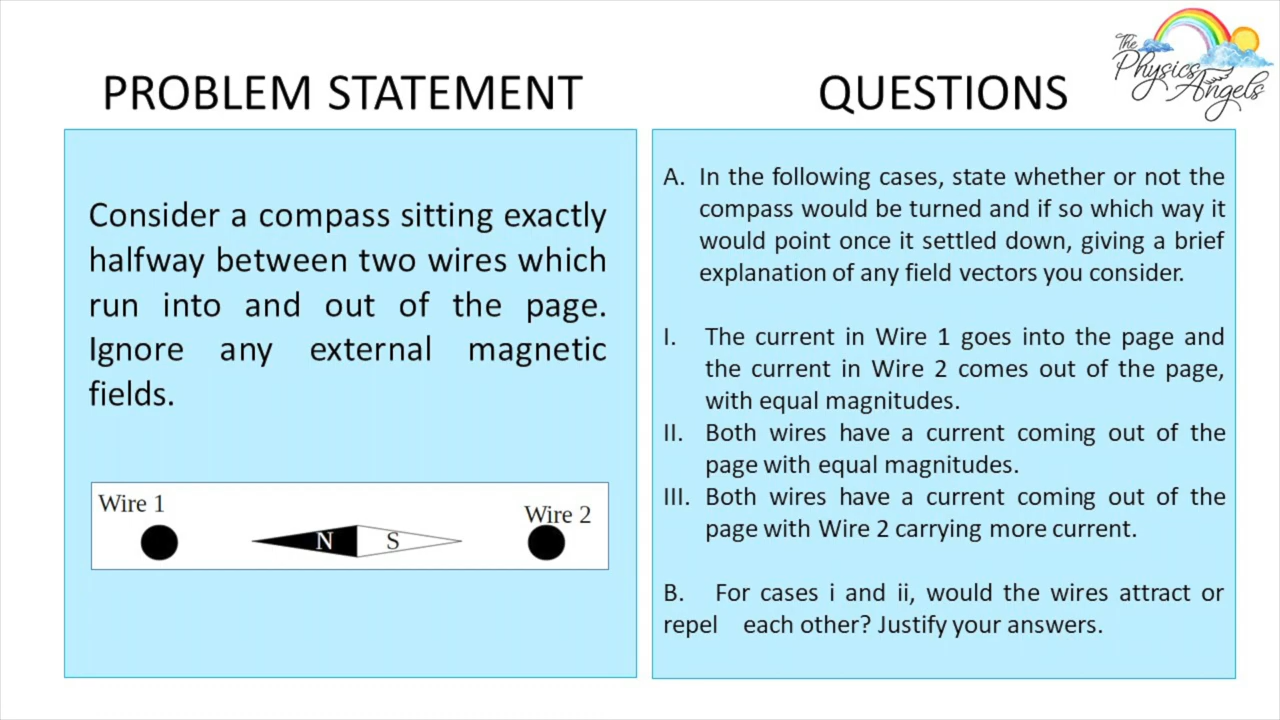 The
Physics
Angels
PROBLEM STATEMENT
QUESTIONS
Consider a compass sitting exactly
halfway between two wires which
run into and out of the page.
Ignore any external magnetic
fields.
Wire 1
Wire 2
N
S
A. In the following cases, state whether or not the
compass would be turned and if so which way it
would point once it settled down, giving a brief
explanation of any field vectors you consider.
I. The current in Wire 1 goes into the page and
the current in Wire 2 comes out of the page,
with equal magnitudes.
II. Both wires have a current coming out of the
page with equal magnitudes.
III. Both wires have a current coming out of the
page with Wire 2 carrying more current.
B. For cases i and ii, would the wires attract or
repel each other? Justify your answers.